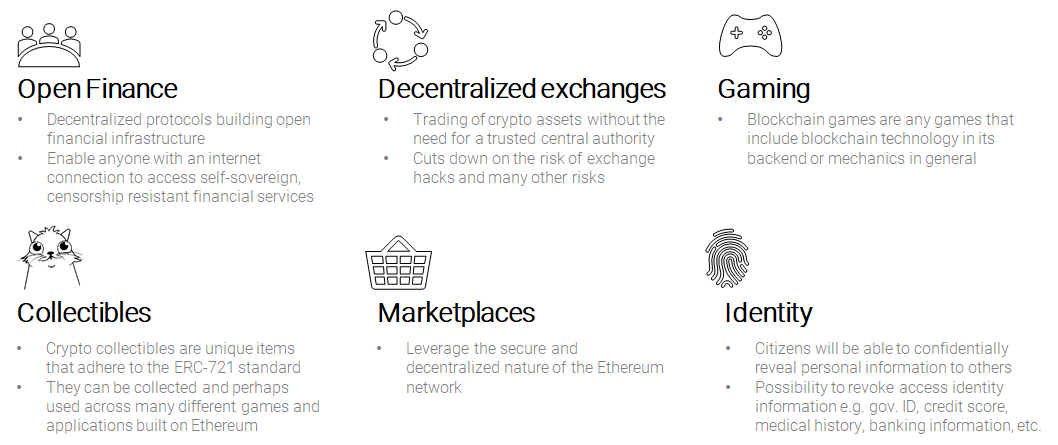 Open Finance
• Decentralized protocols building open
financial infrastructure
• Enable anyone with an internet
connection to access self-sovereign,
censorship resistant financial services
Decentralized exchanges
• Trading of crypto assets without the
need for a trusted central authority
• Cuts down on the risk of exchange
hacks and many other risks
Gaming
• Blockchain games are any games that
include blockchain technology in its
backend or mechanics in general
Collectibles
• Crypto collectibles are unique items
that adhere to the ERC-721 standard
• They can be collected and perhaps
used across many different games and
applications built on Ethereum
Marketplaces
• Leverage the secure and
decentralized nature of the Ethereum
network
Identity
• Citizens will be able to confidentially
reveal personal information to others
• Possibility to revoke access identity
information e.g. gov. ID, credit score,
medical history, banking information, etc.